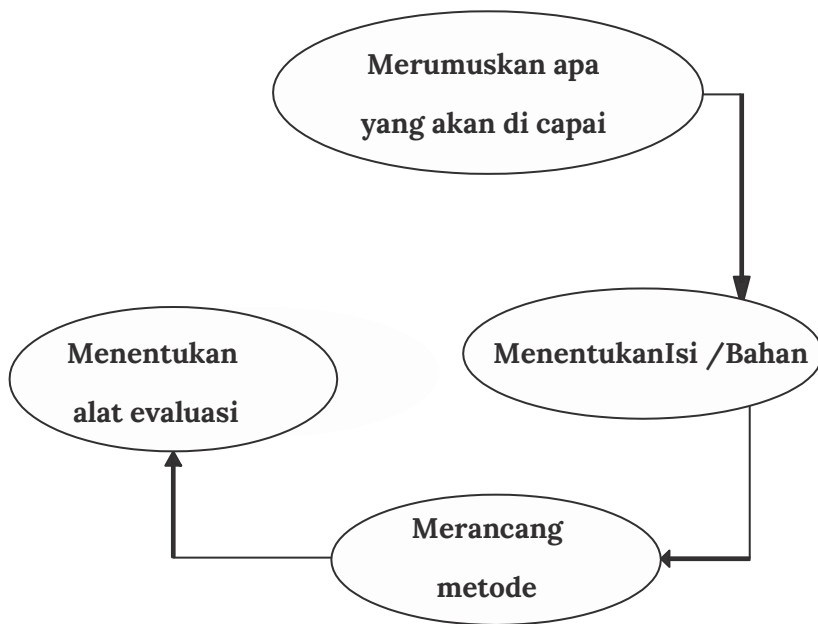 Merumuskan apa
yang akan di capai
MenentukanIsi /Bahan
Merancang
metode
Menentukan
alat evaluasi